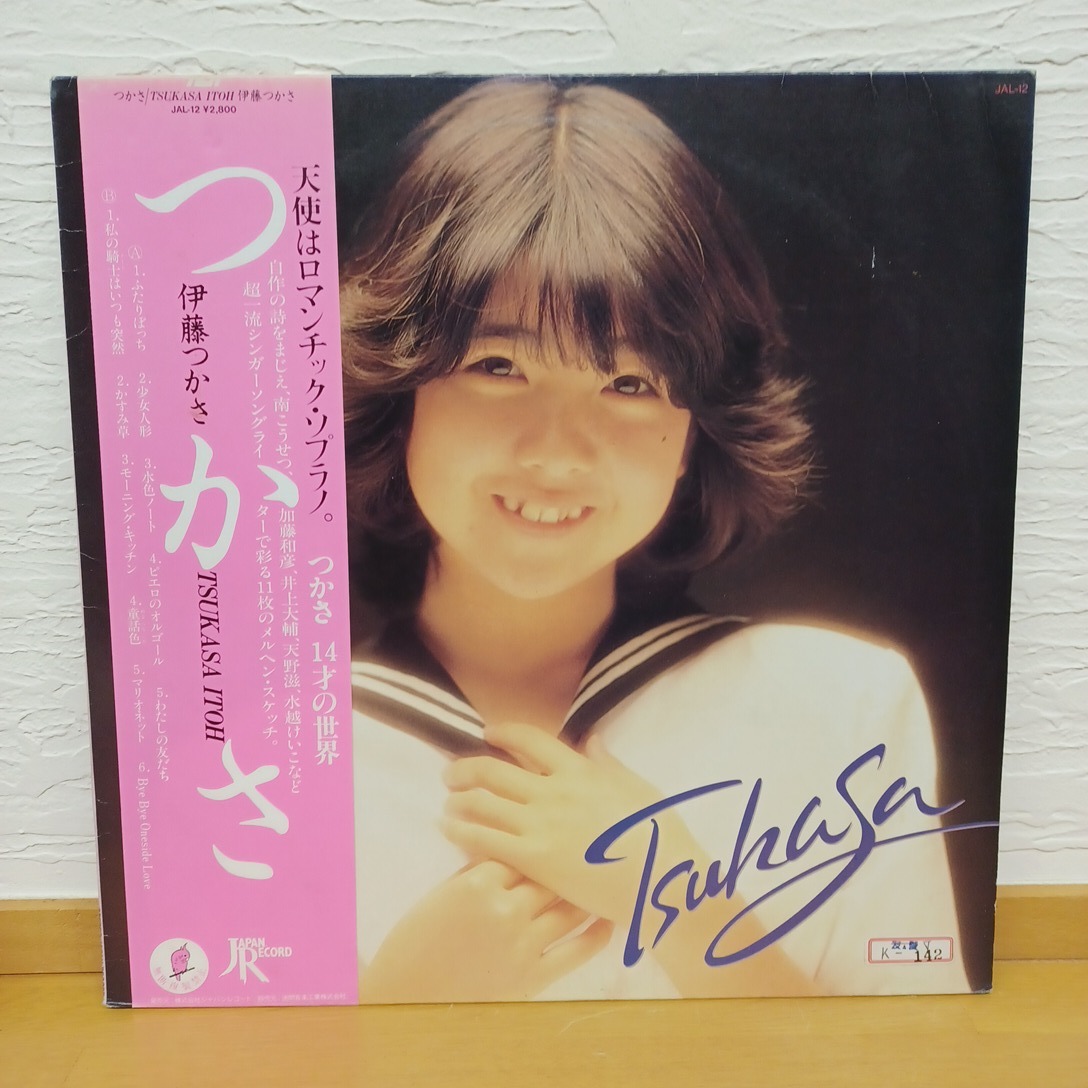 つかさ/TSUKASA ITOH 伊藤つかさ
JAL-12 ¥2,800
JAL-12
天使はロマンチック・ソプラノ。
つかさ 14才の世界
自作の詩をまじえ、南こうせつ、加藤和彦、井上大輔、天野滋、水越けいこなど
超一流シンガーソングライターで彩る11枚のメルヘン・スケッチ。
つかさ
伊藤つかさ
TSUKASA ITOH
Ⓐ 1.ふたりぼっち 2.少女人形 3.水色ノート 4.ピエロのオルゴール 5.わたしの友だち
Ⓑ 1.私の騎士はいつも突然 2.かすみ草 3.モーニング・キッチン 4.童話色 5.マリオネット 6.Bye Bye Oneside Love
Tsukasa
JAPAN RECORD
JR
K- 142